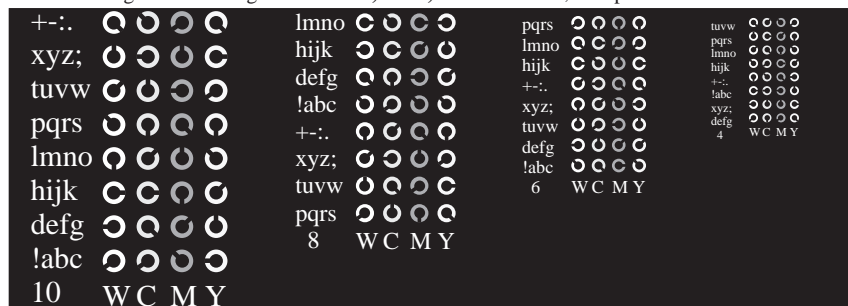 +-:.
xyz;
tuvw
pqrs
lmno
hijk
defg
!abc
10 W C M Y
lmno
hijk
defg
!abc
+-:.
xyz;
tuvw
pqrs
8 W C M Y
pqrs
lmno
hijk
+-:.
xyz;
tuvw
defg
!abc
6 W C M Y
tuvw
pqrs
lmno
hijk
+-:.
!abc
xyz;
defg
4 W C M Y